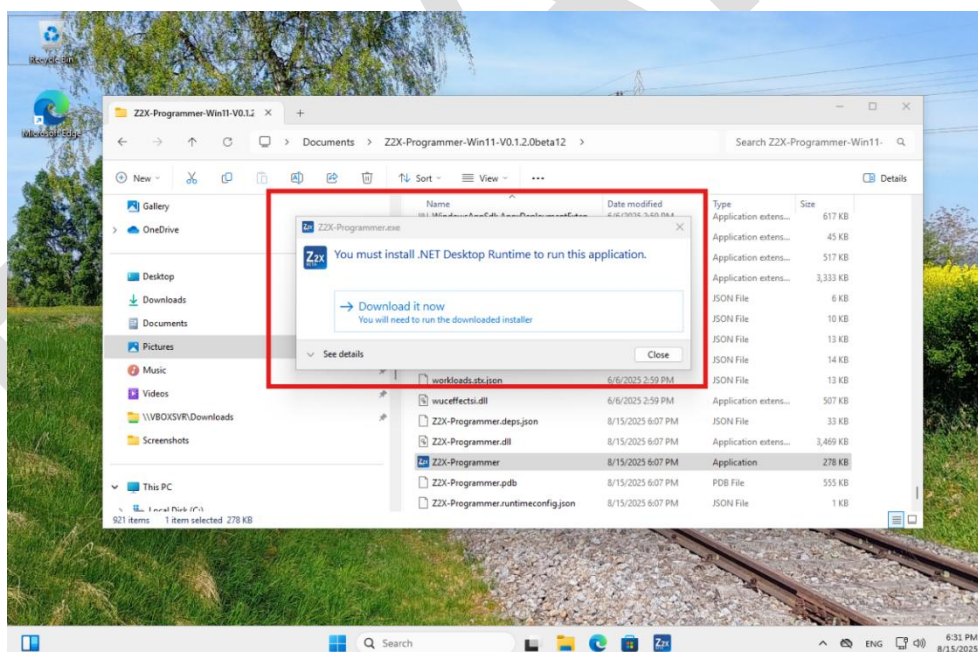 Recycle Bin
Microsoft Edge
Z2X-Programmer-Win11-V0.1.2
Documents > Z2X-Programmer-Win11-V0.1.2.0beta12 >
Search Z2X-Programmer-Win11-
New
Sort
View
Details
Gallery
OneDrive
Desktop
Downloads
Documents
Pictures
Music
Videos
\\VBOXSVR\Downloads
Screenshots
This PC
Local Disk (C:)
Name Date modified Type Size
6/6/2025 2:59 PM Application extens... 617 KB
Application extens... 45 KB
Application extens... 517 KB
Application extens... 3,333 KB
JSON File 6 KB
JSON File 10 KB
JSON File 13 KB
JSON File 14 KB
workloads.stx.json 6/6/2025 2:59 PM JSON File 13 KB
wuceffectsi.dll 6/6/2025 2:59 PM Application extens... 507 KB
Z2X-Programmer.deps.json 8/15/2025 6:07 PM JSON File 33 KB
Z2X-Programmer.dll 8/15/2025 6:07 PM Application extens... 3,469 KB
Z2X-Programmer 8/15/2025 6:07 PM Application 278 KB
Z2X-Programmer.pdb 8/15/2025 6:07 PM PDB File 555 KB
Z2X-Programmer.runtimeconfig.json 8/15/2025 6:07 PM JSON File 1 KB
921 items 1 item selected 278 KB
Z2X-Programmer.exe
Z2X
BETA
You must install .NET Desktop Runtime to run this application.
Download it now
You will need to run the downloaded installer
See details
Close
Search
ENG
6:31 PM
8/15/2025